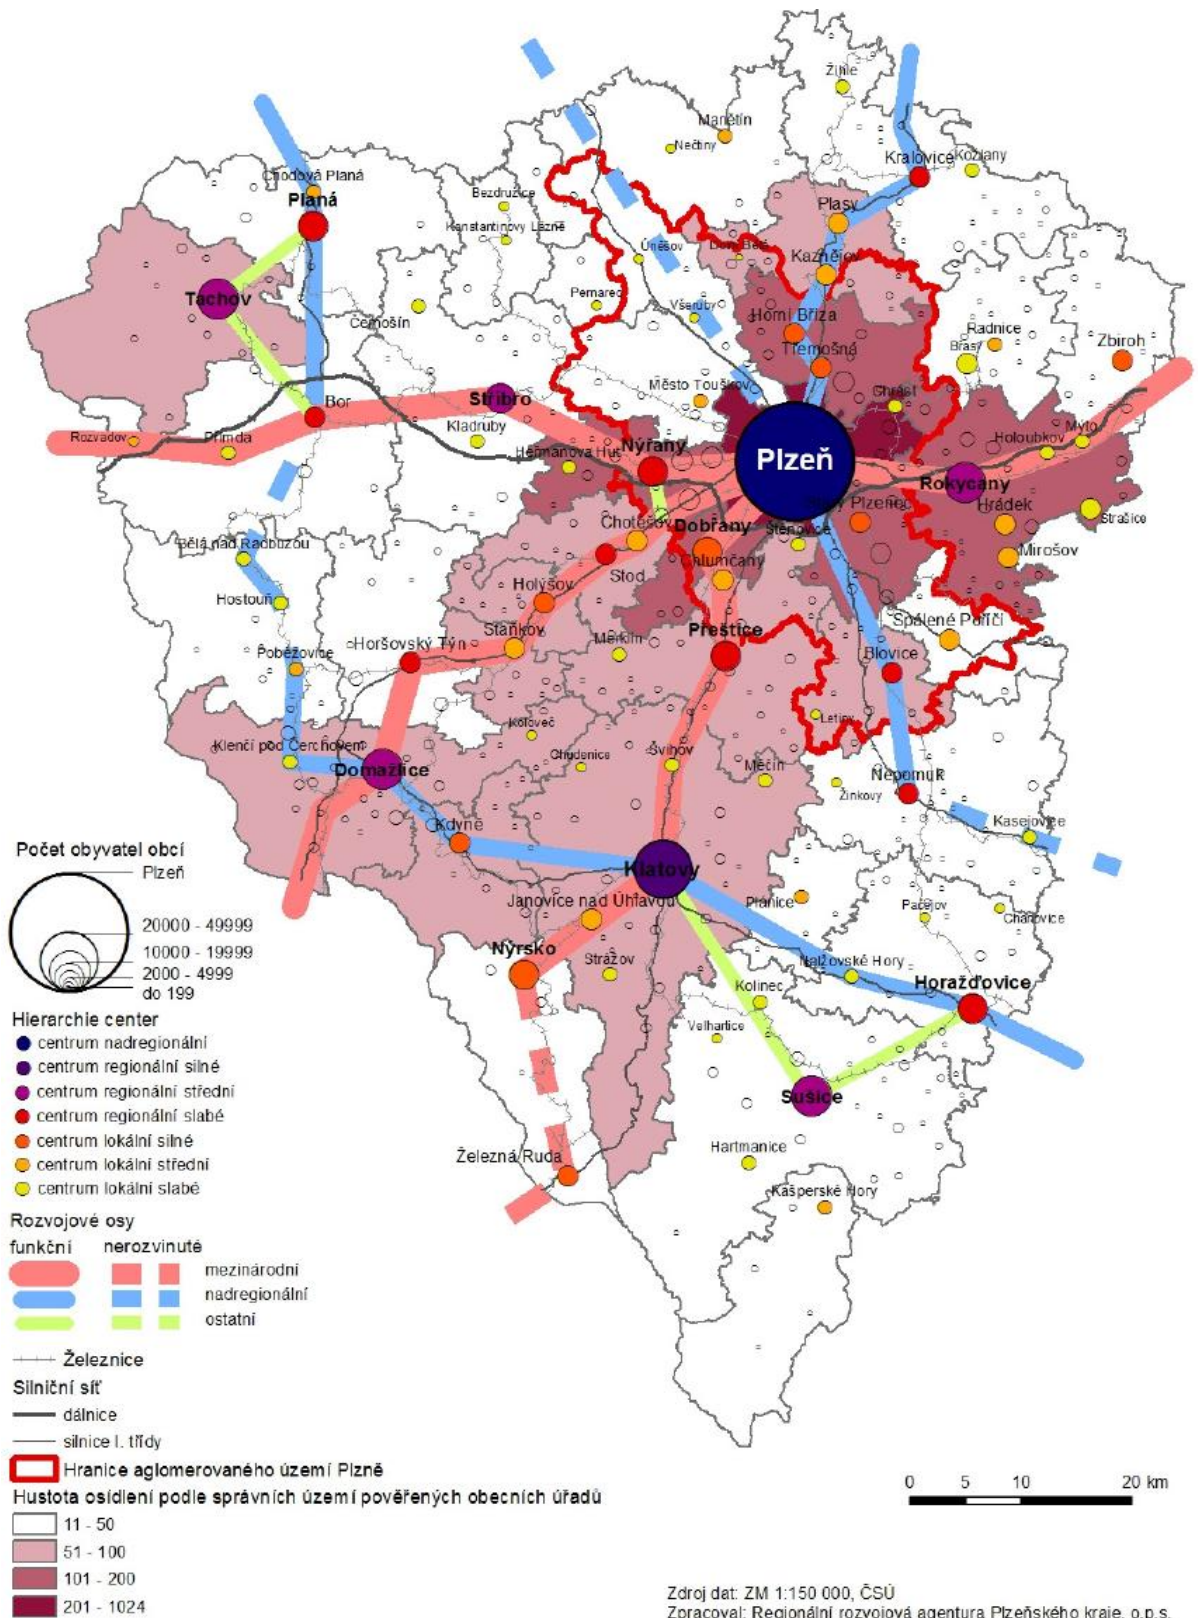 Žihle
Manětín
Nečtiny
Kralovice
Kožlany
Chodová Planá
Planá
Bezdružice
Konstantinovy Lázně
Plasy
Úněšov
Dolní Bělá
Kaznějov
Tachov
Pernarec
Všeruby
Horní Bříza
Černošín
Třemošná
Radnice
Břasy
Zbiroh
Město Touškov
Stříbro
Chrást
Bor
Rozvadov
Přimda
Kladruby
Heřmanova Huť
Nýřany
Plzeň
Holoubkov
Mýto
Rokycany
Hrádek
Strašice
Starý Plzenec
Chotěšov
Dobřany
Štěnovice
Mirošov
Bělá nad Radbuzou
Stod
Chlumčany
Holýšov
Hostouň
Staňkov
Merklín
Přeštice
Spálené Poříčí
Horšovský Týn
Poběžovice
Blovice
Letiny
Koloveč
Klenčí pod Čerchovem
Chudenice
Švihov
Měčín
Nepomuk
Domažlice
Žinkovy
Kasejovice
Kdyně
Klatovy
Janovice nad Úhlavou
Plánice
Pačejov
Chanovice
Nýrsko
Strážov
Nalžovské Hory
Kolinec
Horažďovice
Velhartice
Sušice
Železná Ruda
Hartmanice
Kašperské Hory
Počet obyvatel obcí
Plzeň
20000 - 49999
10000 - 19999
2000 - 4999
do 199
Hierarchie center
centrum nadregionální
centrum regionální silné
centrum regionální střední
centrum regionální slabé
centrum lokální silné
centrum lokální střední
centrum lokální slabé
Rozvojové osy
funkční nerozvinuté
mezinárodní
nadregionální
ostatní
Železnice
Silniční síť
dálnice
silnice I. třídy
Hranice aglomerovaného území Plzně
Hustota osídlení podle správních území pověřených obecních úřadů
11 - 50
51 - 100
101 - 200
201 - 1024
0 5 10 20 km
Zdroj dat: ZM 1:150 000, ČSÚ
Zpracoval: Regionální rozvojová agentura Plzeňského kraje, o.p.s.